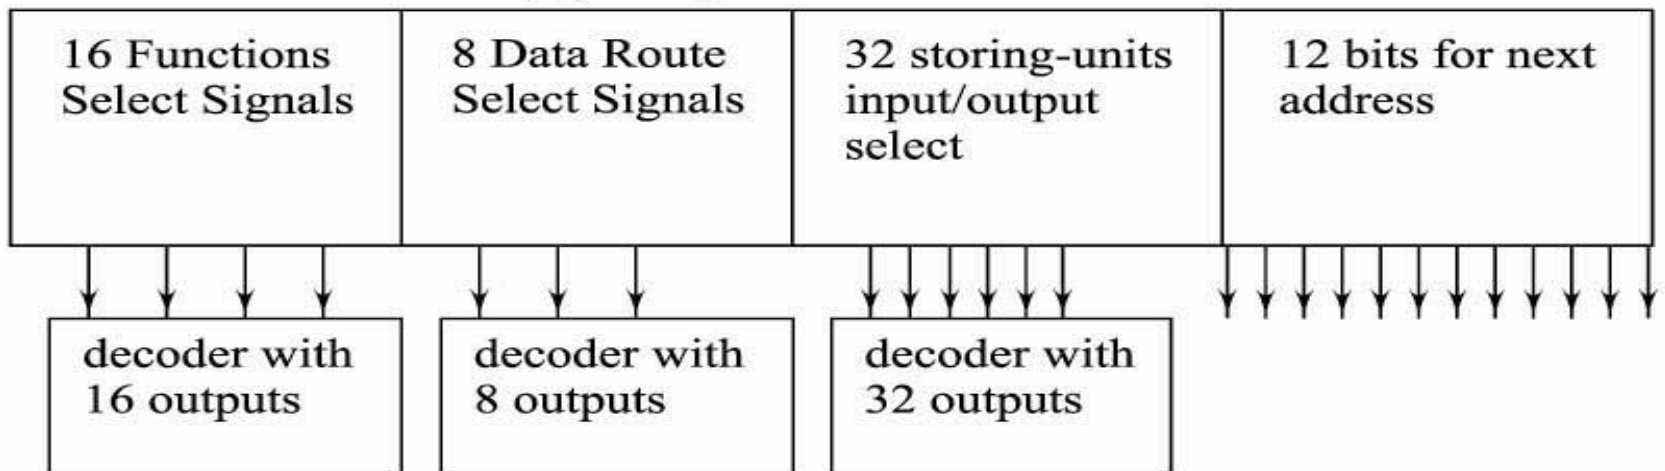 16 Functions
Select Signals
8 Data Route
Select Signals
32 storing-units
input/output
select
12 bits for next
address
decoder with
16 outputs
decoder with
8 outputs
decoder with
32 outputs